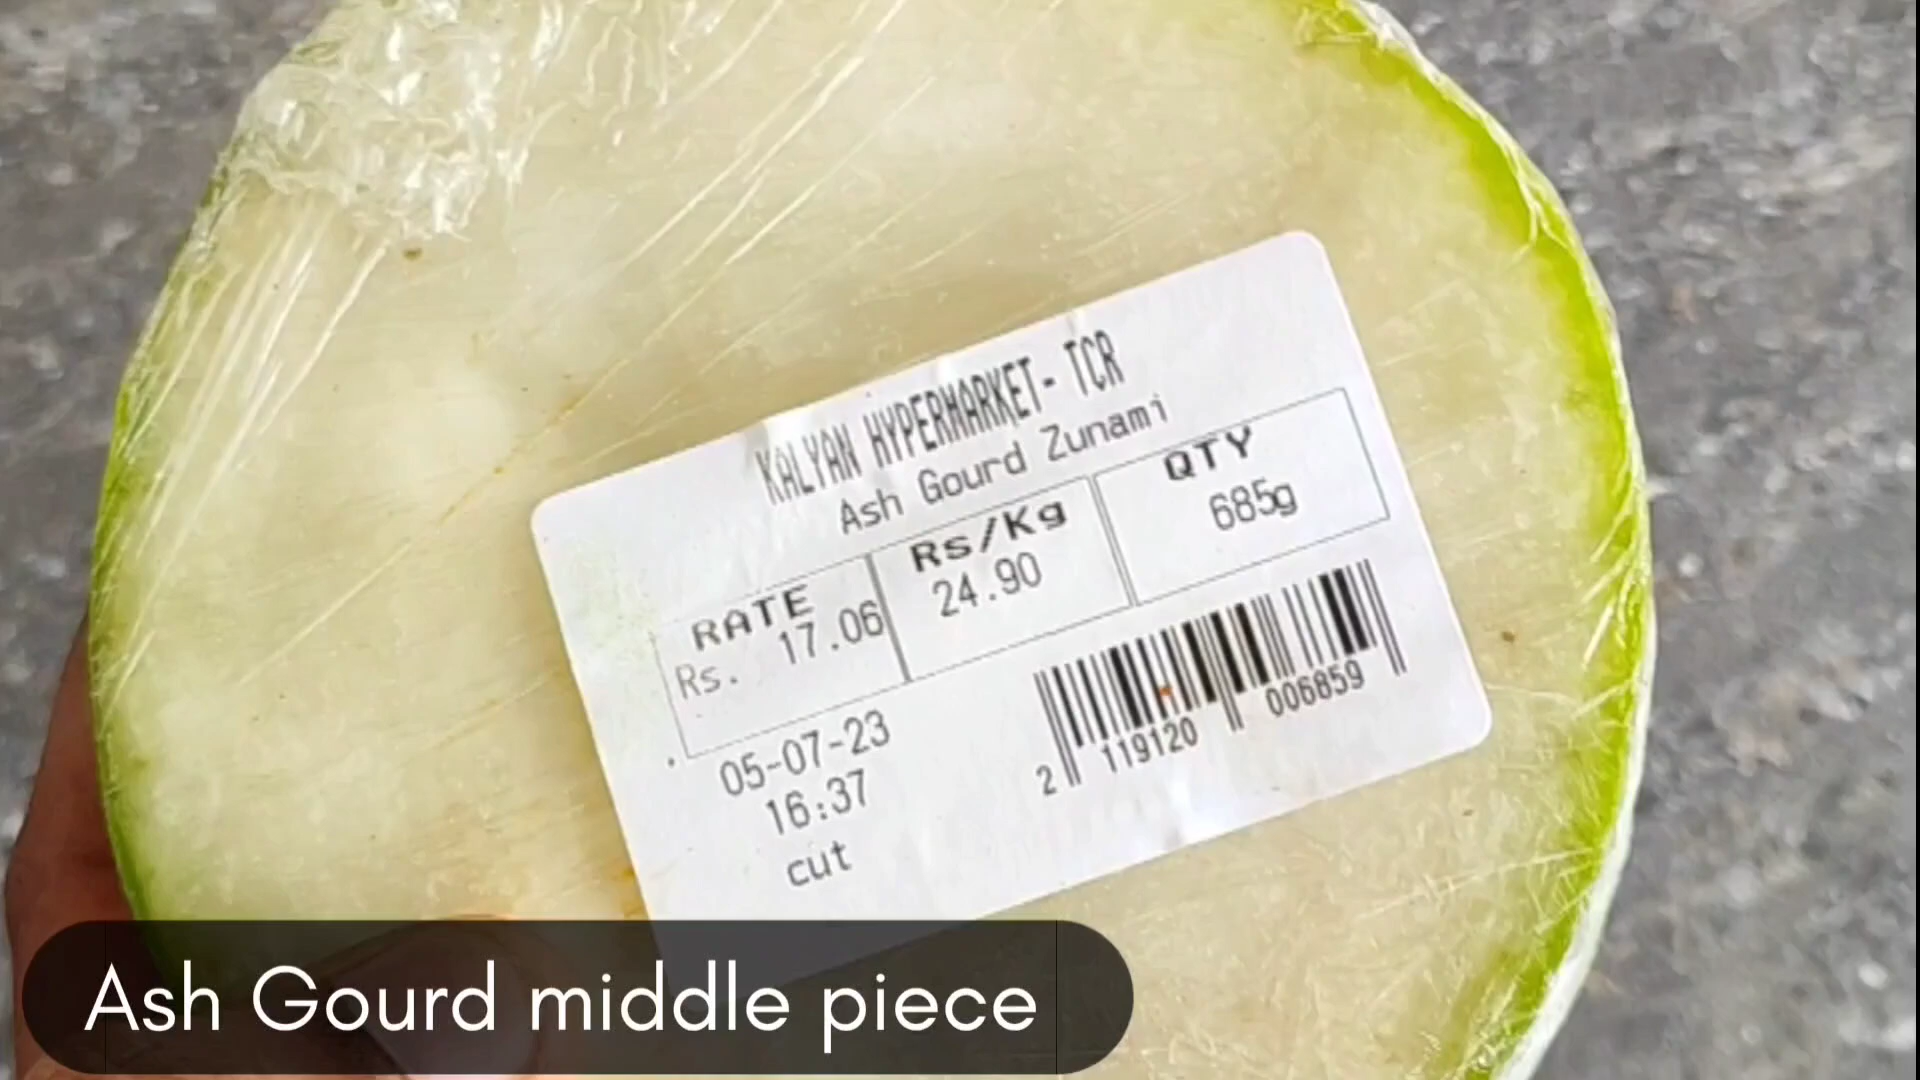 KALYAN HYPERMARKET- TCR
Ash Gourd Zunami
RATE Rs/Kg QTY
Rs. 17.06 24.90 685g
05-07-23
16:37
cut
2 119120 006859
Ash Gourd middle piece